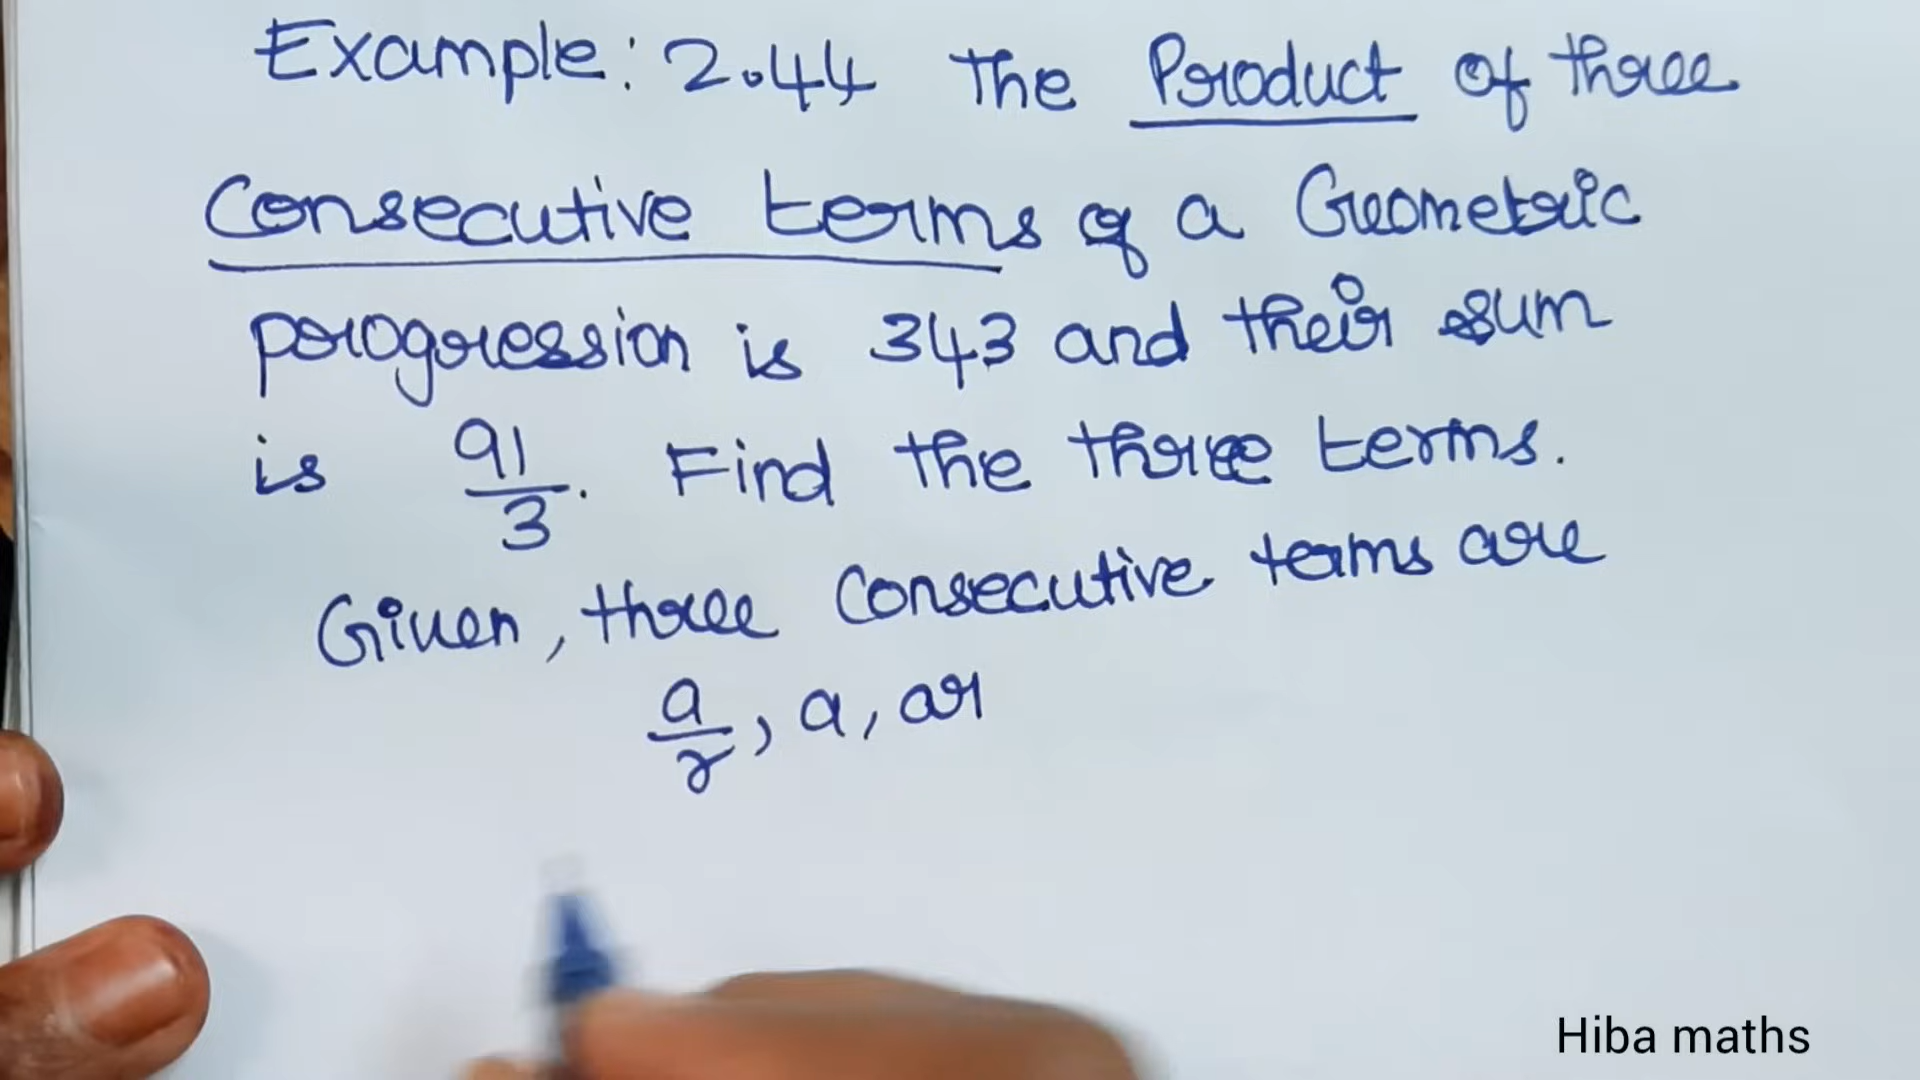 Example: 2.44 The Product of three
Consecutive terms of a Geometric
progression is 343 and their sum
is 91/3. Find the three terms.
Given, three Consecutive terms are
a/r, a, ar
Hiba maths